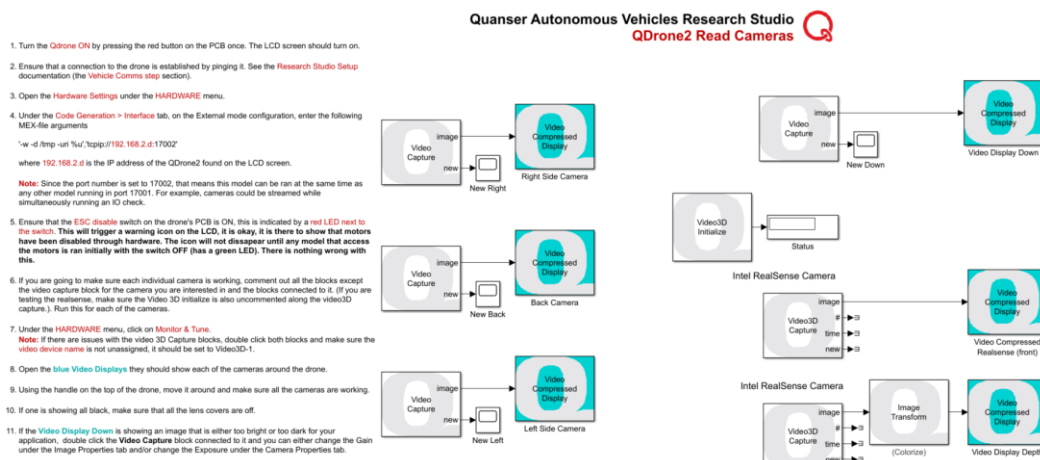 Quanser Autonomous Vehicles Research Studio
QDrone2 Read Cameras
1. Turn the Qdrone ON by pressing the red button on the PCB once. The LCD screen should turn on.
2. Ensure that a connection to the drone is established by pinging it. See the Research Studio Setup
documentation (the Vehicle Comms step section).
3. Open the Hardware Settings under the HARDWARE menu.
4. Under the Code Generation > Interface tab, on the External mode configuration, enter the following
MEX-file arguments
'-w -d /tmp -uri %u','tcpip://192.168.2.d:17002'
where 192.168.2.d is the IP address of the QDrone2 found on the LCD screen.
Note: Since the port number is set to 17002, that means this model can be ran at the same time as
any other model running in port 17001. For example, cameras could be streamed while
simultaneously running an IO check.
5. Ensure that the ESC disable switch on the drone's PCB is ON, this is indicated by a red LED next to
the switch. This will trigger a warning icon on the LCD, it is okay, it is there to show that motors
have been disabled through hardware. The icon will not dissapear until any model that access
the motors is ran initially with the switch OFF (has a green LED). There is nothing wrong with
this.
6. If you are going to make sure each individual camera is working, comment out all the blocks except
the video capture block for the camera you are interested in and the blocks connected to it. (If you are
testing the realsense, make sure the Video 3D initialize is also uncommented along the video3D
capture.). Run this for each of the cameras.
7. Under the HARDWARE menu, click on Monitor & Tune.
Note: If there are issues with the video 3D Capture blocks, double click both blocks and make sure the
video device name is not unassigned, it should be set to Video3D-1.
8. Open the blue Video Displays they should show each of the cameras around the drone.
9. Using the handle on the top of the drone, move it around and make sure all the cameras are working.
10. If one is showing all black, make sure that all the lens covers are off.
11. If the Video Display Down is showing an image that is either too bright or too dark for your
application, double click the Video Capture block connected to it and you can either change the Gain
under the Image Properties tab and/or change the Exposure under the Camera Properties tab.
Video
Capture
image
new
New Right
Video
Compressed
Display
Right Side Camera
Video
Capture
image
new
New Back
Video
Compressed
Display
Back Camera
Video
Capture
image
new
New Left
Video
Compressed
Display
Left Side Camera
Video
Capture
image
new
New Down
Video
Compressed
Display
Video Display Down
Video3D
Initialize
Status
Intel RealSense Camera
Video3D
Capture
image
#
time
new
Video
Compressed
Display
Video Compressed
Realsense (front)
Intel RealSense Camera
Video3D
Capture
image
#
time
new
Image
Transform
(Colorize)
Video
Compressed
Display
Video Display Depth